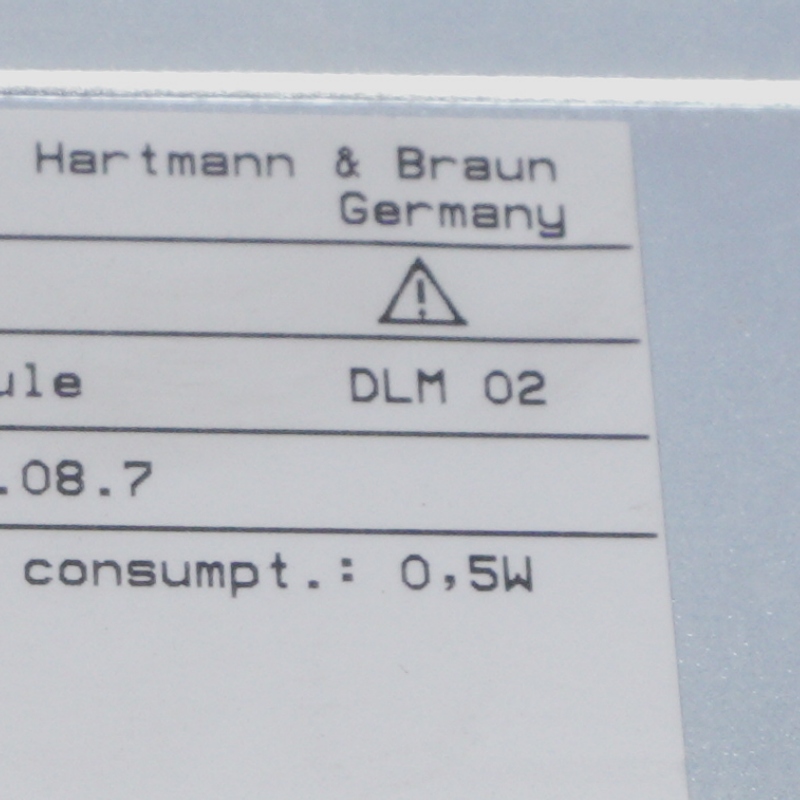 Hartmann & Braun
Germany
ule DLM 02
.08.7
consumpt.: 0,5W